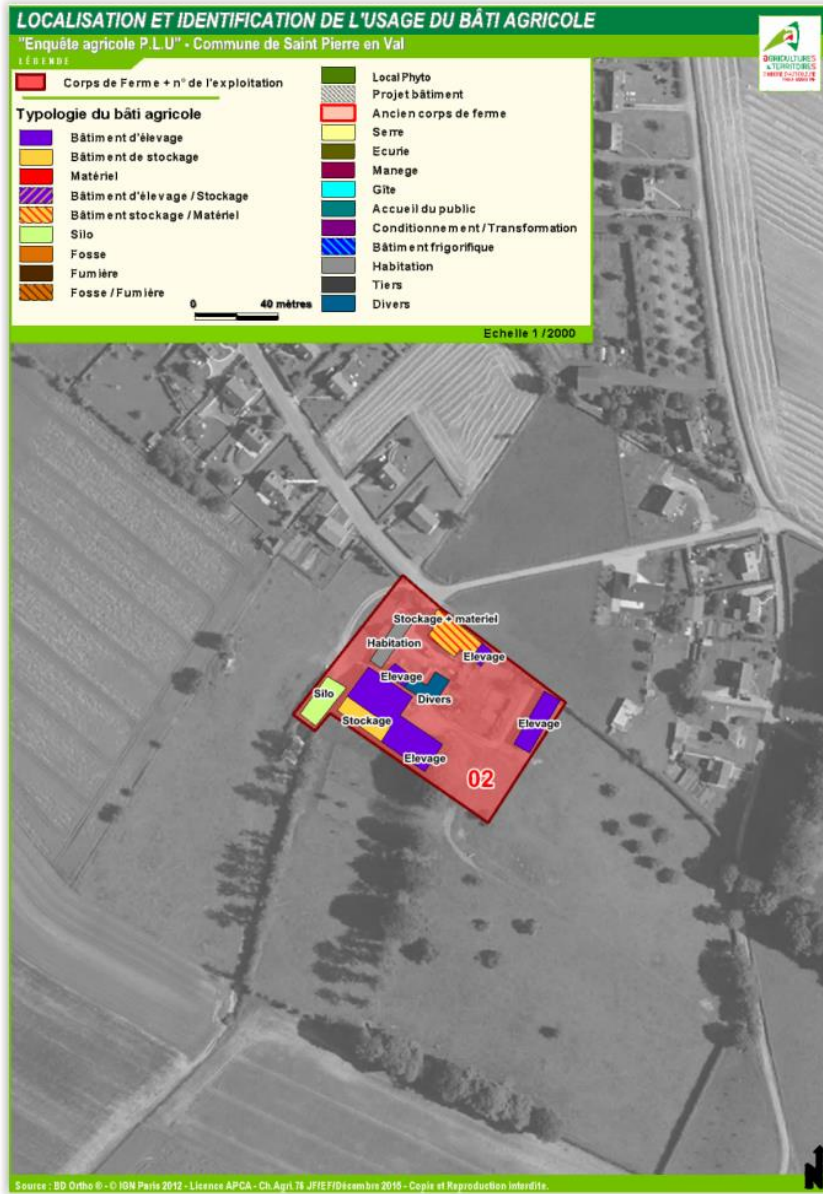 LOCALISATION ET IDENTIFICATION DE L'USAGE DU BÂTI AGRICOLE
"Enquête agricole P.L.U" - Commune de Saint Pierre en Val
LÉGENDE
Corps de Ferme + n° de l'exploitation
Typologie du bâti agricole
Bâtiment d'élevage
Bâtiment de stockage
Matériel
Bâtiment d'élevage / Stockage
Bâtiment stockage / Matériel
Silo
Fosse
Fumière
Fosse / Fumière
Local Phyto
Projet bâtiment
Ancien corps de ferme
Serre
Ecurie
Manege
Gîte
Accueil du public
Conditionnement / Transformation
Bâtiment frigorifique
Habitation
Tiers
Divers
0 40 mètres
Echelle 1 /2000
AGRICULTURES
& TERRITOIRES
Stockage + materiel
Habitation
Elevage
Elevage
Silo
Divers
Stockage
Elevage
Elevage
02
N
Source : BD Ortho ® - © IGN Paris 2012 - Licence APCA - Ch.Agri.76 JF/EF/Décembre 2015 - Copie et Reproduction interdite.